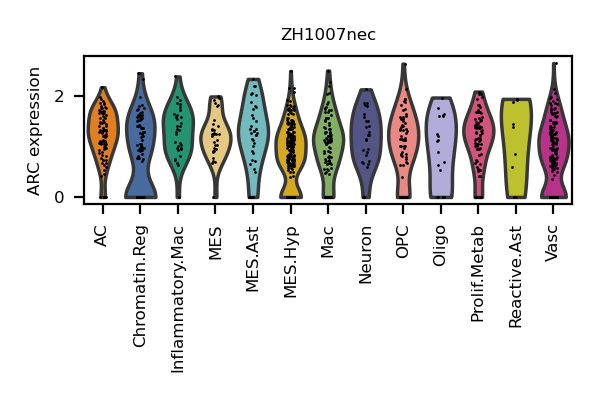 ZH1007nec
ARC expression
2
0
AC
Chromatin.Reg
Inflammatory.Mac
MES
MES.Ast
MES.Hyp
Mac
Neuron
OPC
Oligo
Prolif.Metab
Reactive.Ast
Vasc